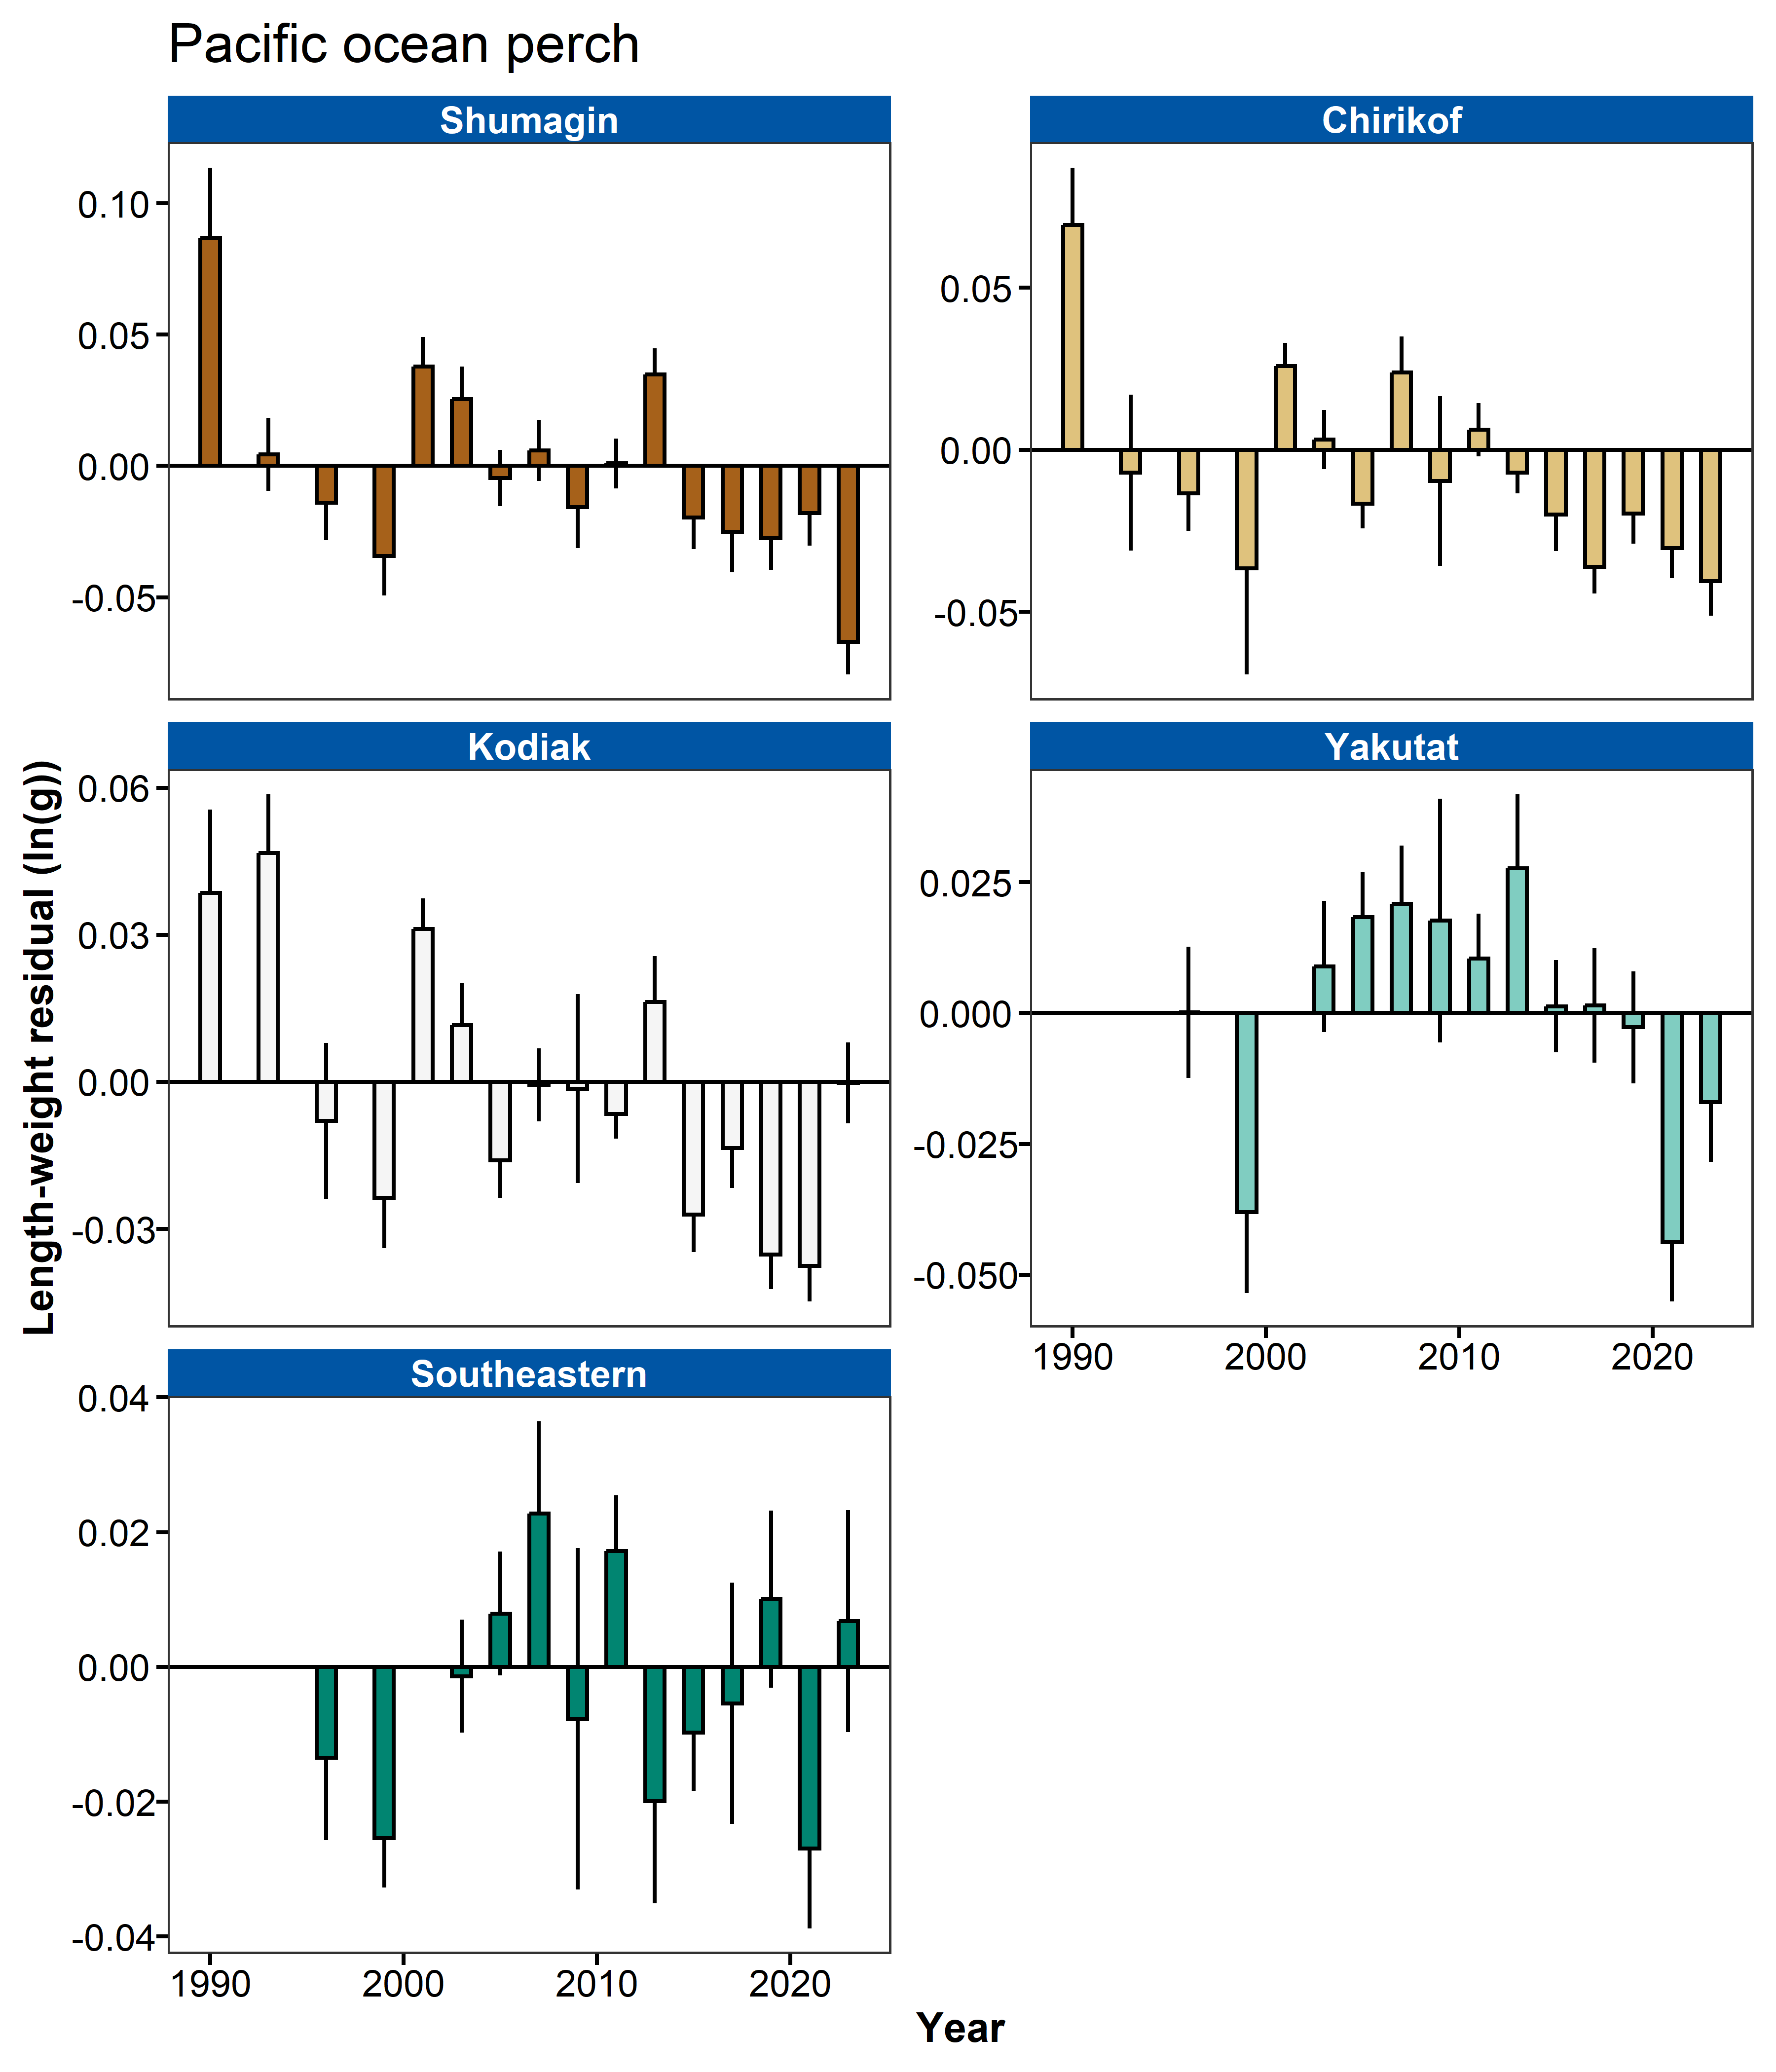 Pacific ocean perch
Shumagin
0.10
0.05
0.00
-0.05
Chirikof
0.05
0.00
-0.05
Kodiak
0.06
0.03
0.00
-0.03
Yakutat
0.025
0.000
-0.025
-0.050
1990 2000 2010 2020
Southeastern
0.04
0.02
0.00
-0.02
-0.04
1990 2000 2010 2020
Length-weight residual (ln(g))
Year